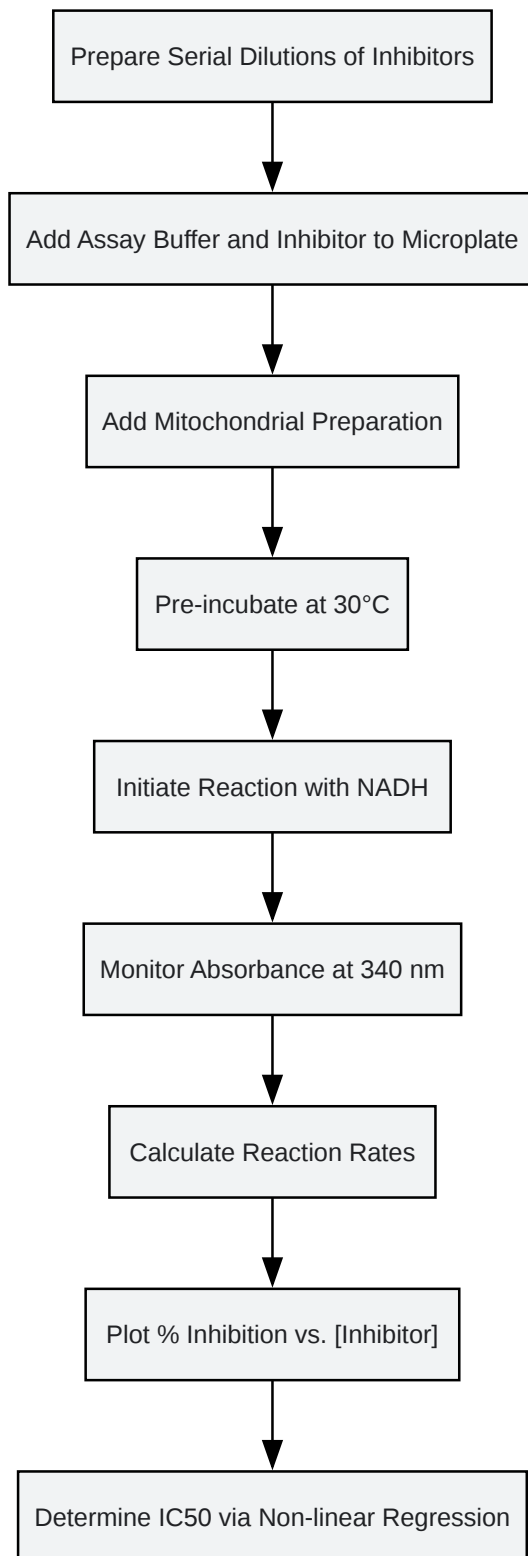 Prepare Serial Dilutions of Inhibitors
Add Assay Buffer and Inhibitor to Microplate
Add Mitochondrial Preparation
Pre-incubate at 30°C
Initiate Reaction with NADH
Monitor Absorbance at 340 nm
Calculate Reaction Rates
Plot % Inhibition vs. [Inhibitor]
Determine IC50 via Non-linear Regression